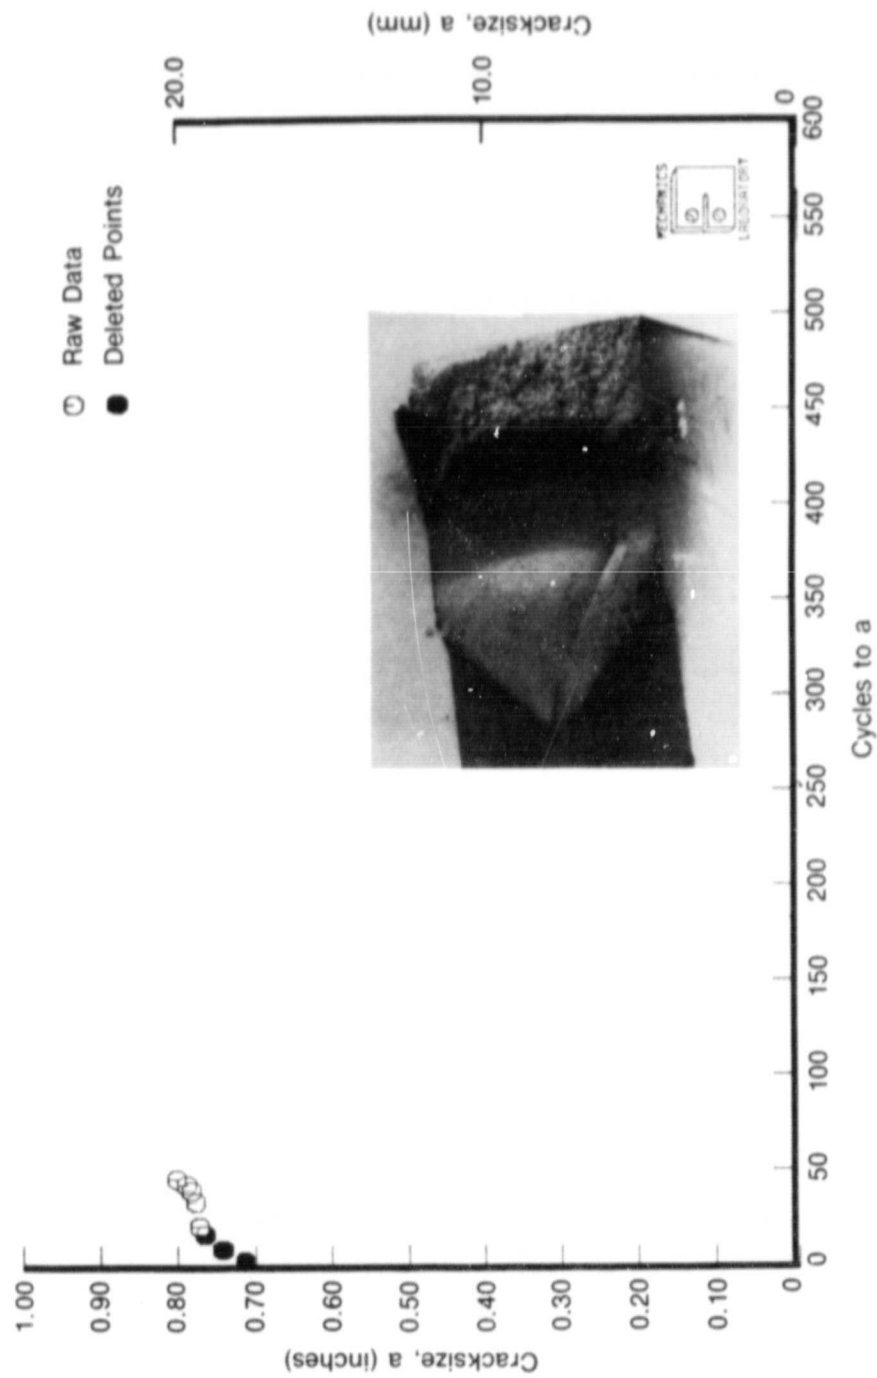 Raw Data
Deleted Points
Cracksize, a (inches)
1.00
0.90
0.80
0.70
0.60
0.50
0.40
0.30
0.20
0.10
0
Cracksize, a (mm)
20.0
10.0
0
MECHANICS
LABORATORY
0 50 100 150 200 250 300 350 400 450 500 550 600
Cycles to a